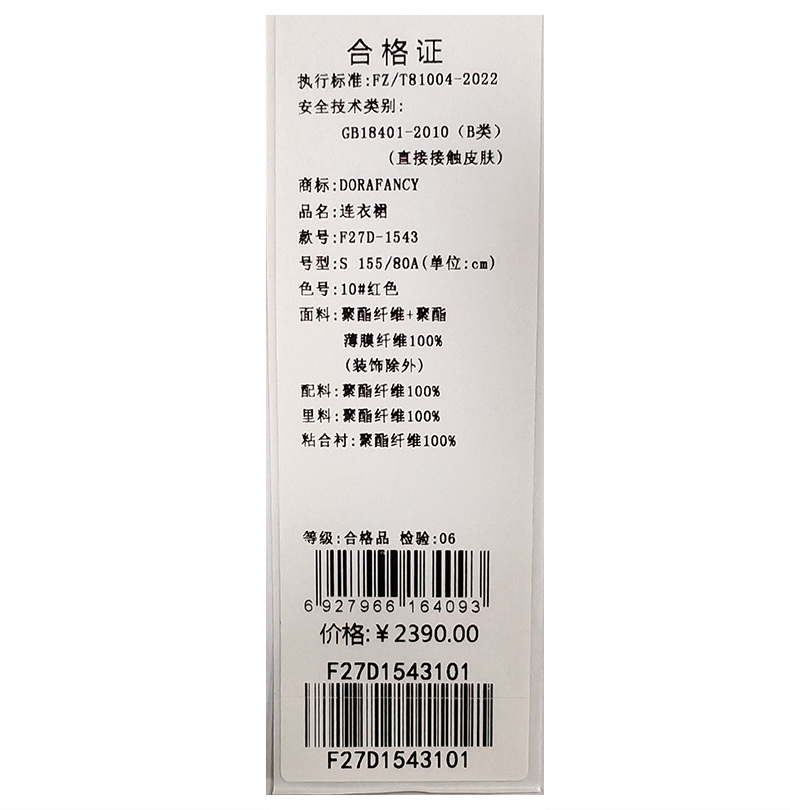 合格证
执行标准:FZ/T81004-2022
安全技术类别:
GB18401-2010（B类）
(直接接触皮肤)
商标:DORAFANCY
品名:连衣裙
款号:F27D-1543
号型:S 155/80A(单位:cm)
色号:10#红色
面料:聚酯纤维+聚酯
薄膜纤维100%
(装饰除外)
配料:聚酯纤维100%
里料:聚酯纤维100%
粘合衬:聚酯纤维100%
等级:合格品 检验:06
6 927966 164093
价格:￥2390.00
F27D1543101
F27D1543101